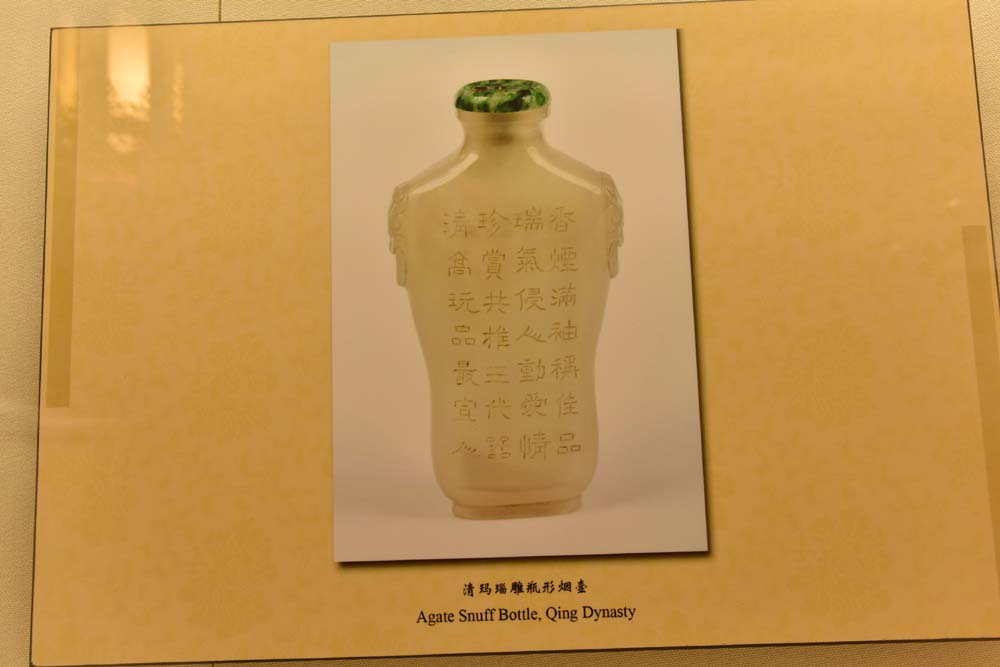 香煙滿袖稱佳品
瑞氣侵人動愛情
珍賞共推三代器
清高玩品最宜人
清玛瑙雕瓶形烟壶
Agate Snuff Bottle, Qing Dynasty